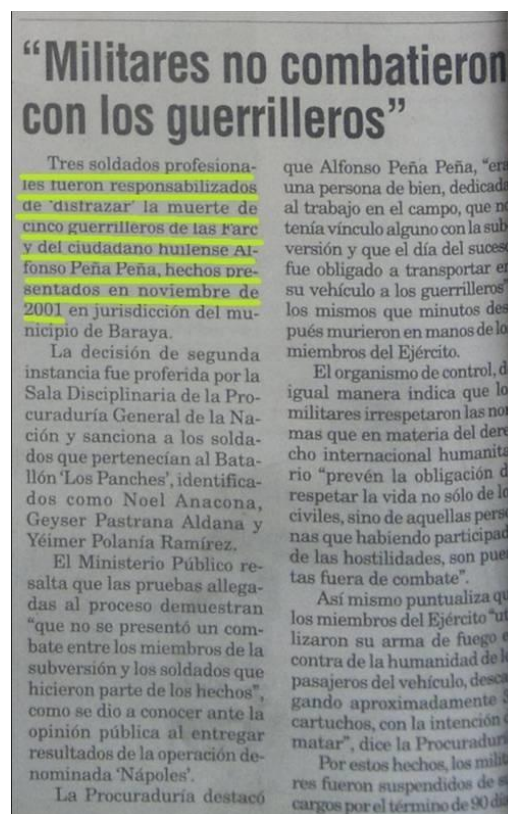 “Militares no combatieron
con los guerrilleros”
Tres soldados profesiona-
les fueron responsabilizados
de ‘disfrazar’ la muerte de
cinco guerrilleros de las Farc
y del ciudadano huilense Al-
fonso Peña Peña, hechos pre-
sentados en noviembre de
2001 en jurisdicción del mu-
nicipio de Baraya.
La decisión de segunda
instancia fue proferida por la
Sala Disciplinaria de la Pro-
curaduría General de la Na-
ción y sanciona a los solda-
dos que pertenecían al Bata-
llón ‘Los Panches’, identifica-
dos como Noel Anacona,
Geyser Pastrana Aldana y
Yéimer Polanía Ramírez.
El Ministerio Público re-
salta que las pruebas allega-
das al proceso demuestran
“que no se presentó un com-
bate entre los miembros de la
subversión y los soldados que
hicieron parte de los hechos”,
como se dio a conocer ante la
opinión pública al entregar
resultados de la operación de-
nominada ‘Nápoles’.
La Procuraduría destacó
que Alfonso Peña Peña, “era
una persona de bien, dedicada
al trabajo en el campo, que no
tenía vínculo alguno con la sub
versión y que el día del suces
fue obligado a transportar en
su vehículo a los guerrilleros”
los mismos que minutos des
pués murieron en manos de lo
miembros del Ejército.
El organismo de control, d
igual manera indica que lo
militares irrespetaron las nor
mas que en materia del dere
cho internacional humanita
rio “prevén la obligación d
respetar la vida no sólo de lo
civiles, sino de aquellas perso
nas que habiendo participad
de las hostilidades, son pues
tas fuera de combate”.
Así mismo puntualiza qu
los miembros del Ejército “ut
lizaron su arma de fuego e
contra de la humanidad de l
pasajeros del vehículo, desca
gando aproximadamente
cartuchos, con la intención
matar”, dice la Procuradur
Por estos hechos, los milit
res fueron suspendidos de s
cargos por el término de 90 día